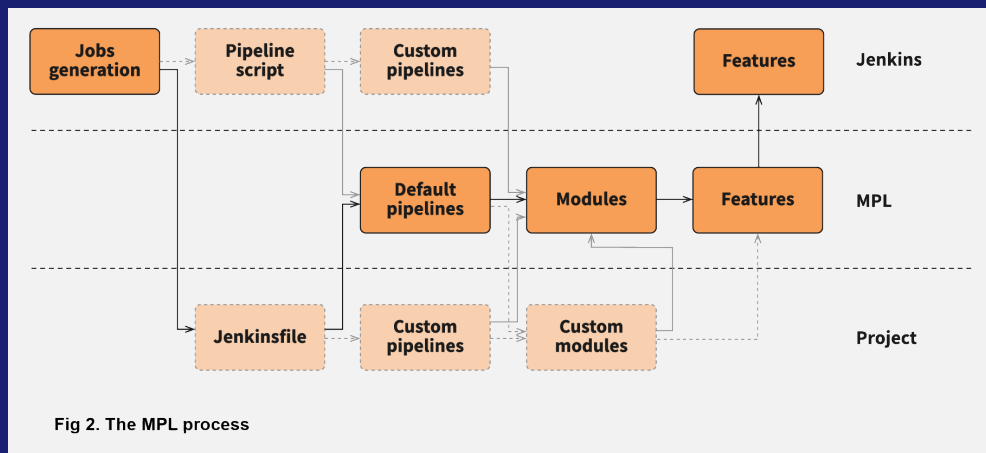 Jobs
generation
Pipeline
script
Custom
pipelines
Features
Jenkins
Default
pipelines
Modules
Features
MPL
Jenkinsfile
Custom
pipelines
Custom
modules
Project
Fig 2. The MPL process